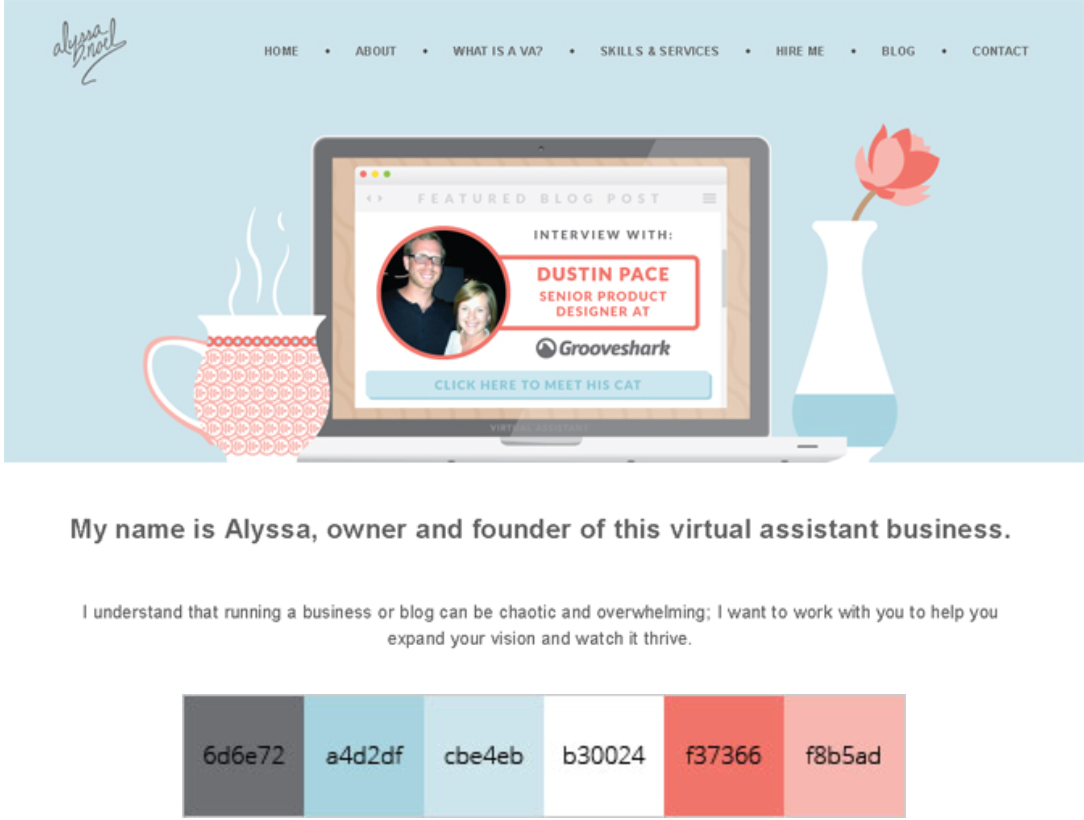 alyssa
D.noel
HOME • ABOUT • WHAT IS A VA? • SKILLS & SERVICES • HIRE ME • BLOG • CONTACT
FEATURED BLOG POST
INTERVIEW WITH:
DUSTIN PACE
SENIOR PRODUCT
DESIGNER AT
Grooveshark
CLICK HERE TO MEET HIS CAT
VIRTUAL ASSISTANT
My name is Alyssa, owner and founder of this virtual assistant business.
I understand that running a business or blog can be chaotic and overwhelming; I want to work with you to help you
expand your vision and watch it thrive.
6d6e72 a4d2df cbe4eb b30024 f37366 f8b5ad